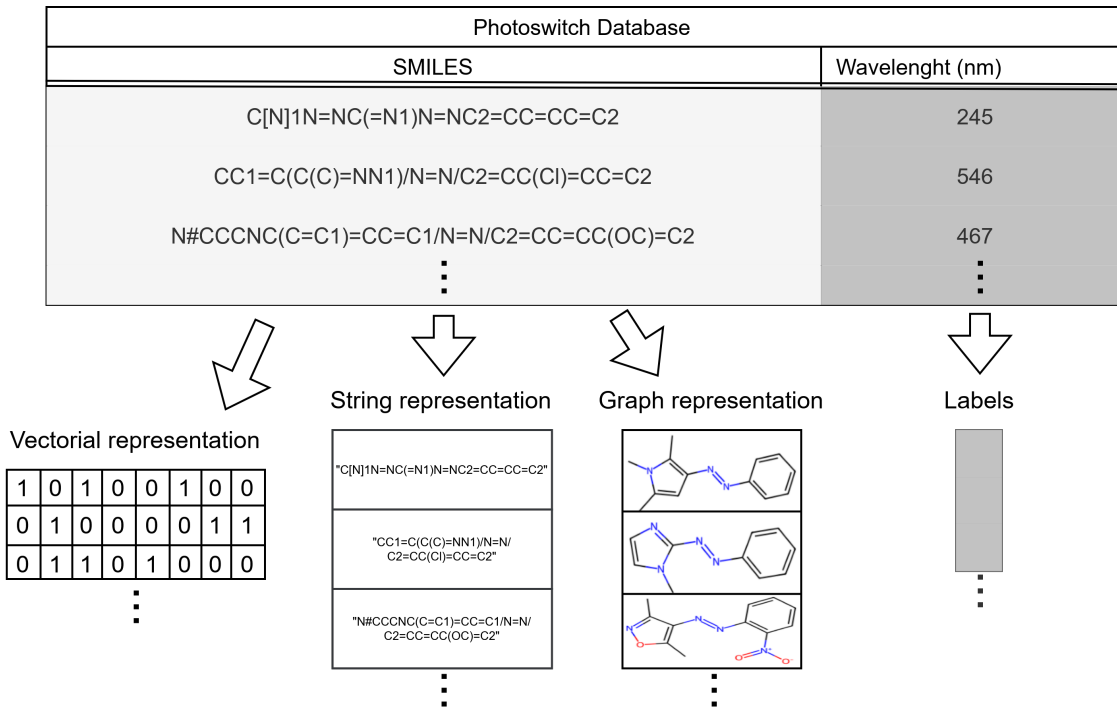 Photoswitch Database
SMILES
Wavelenght (nm)
C[N]1N=NC(=N1)N=NC2=CC=CC=C2
245
CC1=C(C(C)=NN1)/N=N/C2=CC(Cl)=CC=C2
546
N#CCCNC(C=C1)=CC=C1/N=N/C2=CC=CC(OC)=C2
467
Vectorial representation
1 0 1 0 0 1 0 0
0 1 0 0 0 0 1 1
0 1 1 0 1 0 0 0
String representation
"C[N]1N=NC(=N1)N=NC2=CC=CC=C2"
"CC1=C(C(C)=NN1)/N=N/
C2=CC(Cl)=CC=C2"
"N#CCCNC(C=C1)=CC=C1/N=N/
C2=CC=CC(OC)=C2"
Graph representation
N N N
N N N N
N O N N N+ O O-
Labels